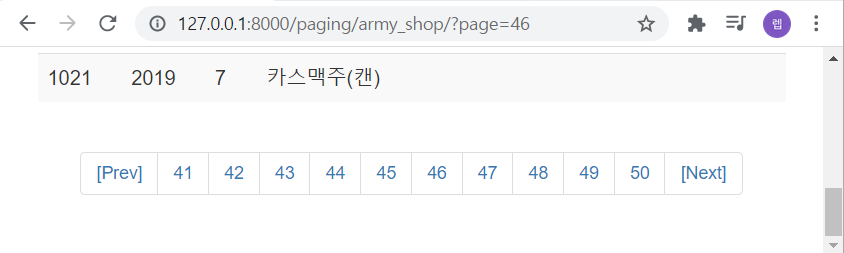 127.0.0.1:8000/paging/army_shop/?page=46
렙
1021 2019 7 카스맥주(캔)
[Prev] 41 42 43 44 45 46 47 48 49 50 [Next]